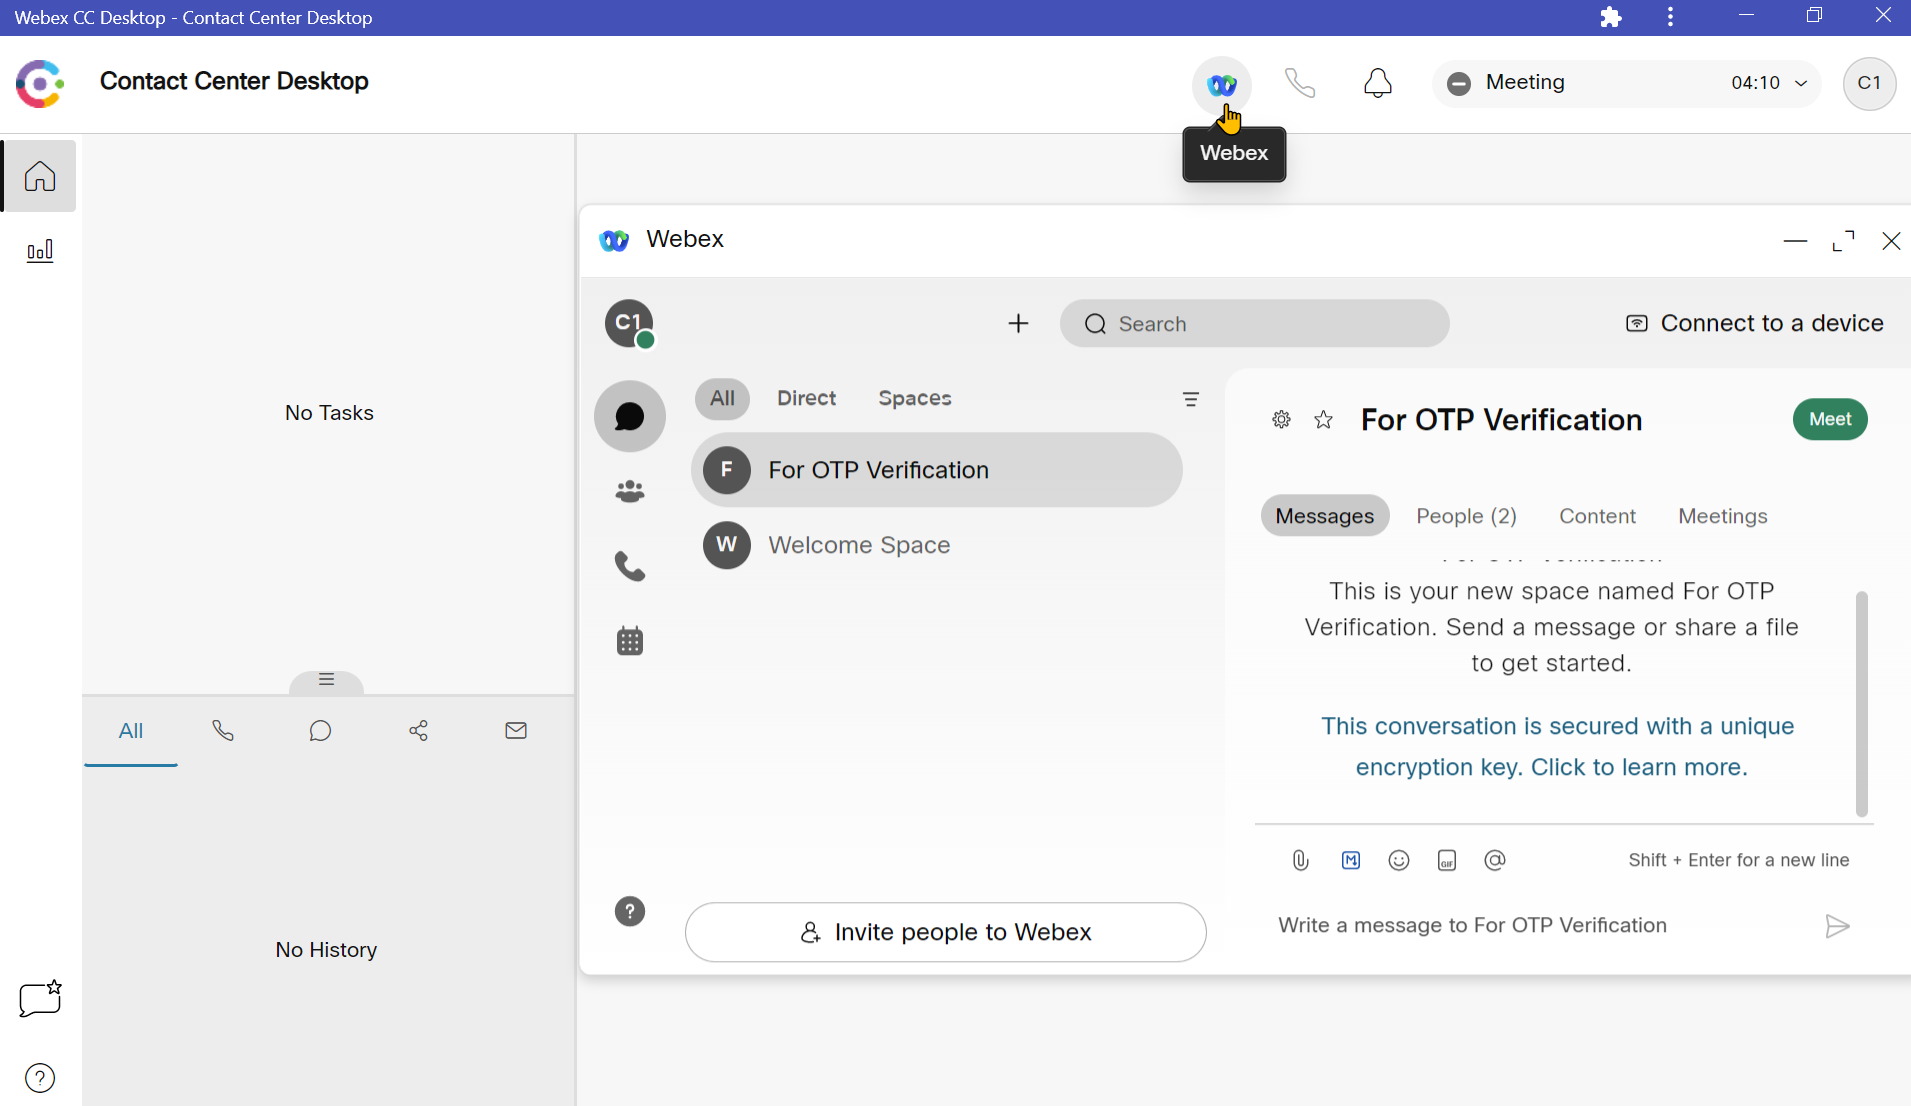 Webex CC Desktop - Contact Center Desktop
Contact Center Desktop
Meeting
04:10
C1
Webex
Webex
C1
Search
Connect to a device
All
Direct
Spaces
For OTP Verification
Meet
F
For OTP Verification
Messages
People (2)
Content
Meetings
W
Welcome Space
For OTP Verification
This is your new space named For OTP
Verification. Send a message or share a file
to get started.
This conversation is secured with a unique
encryption key. Click to learn more.
No Tasks
All
No History
Shift + Enter for a new line
GIF
Invite people to Webex
Write a message to For OTP Verification